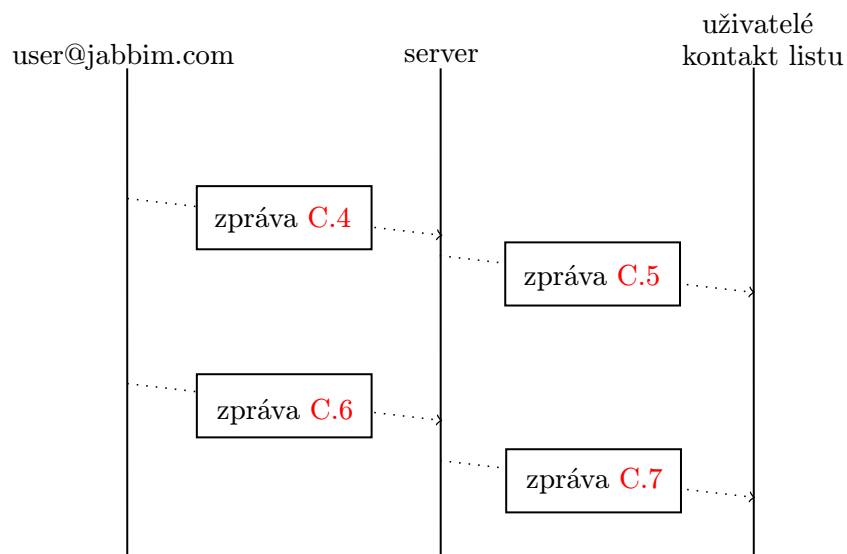 user@jabbim.com
server
uživatelé
kontakt listu
zpráva C.4
zpráva C.5
zpráva C.6
zpráva C.7